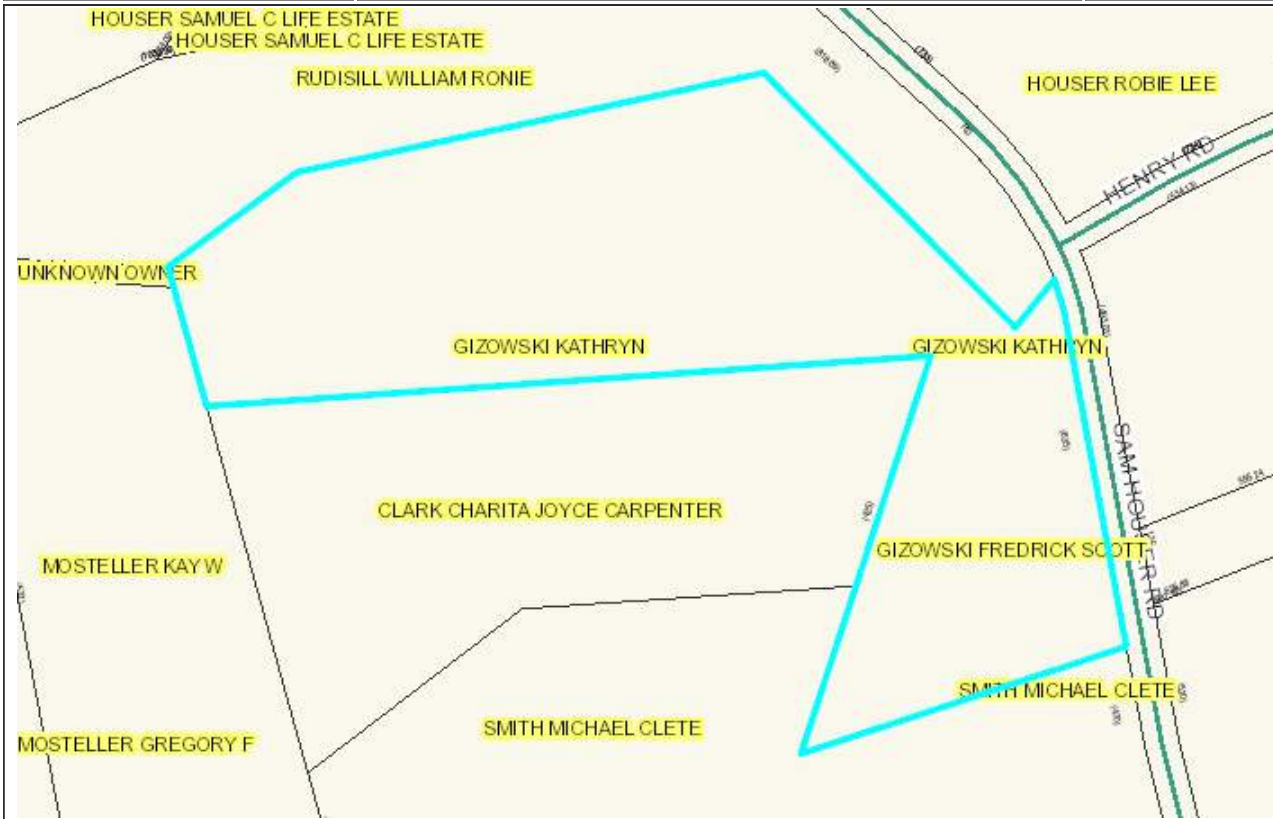 HOUSER SAMUEL C LIFE ESTATE
HOUSER SAMUEL C LIFE ESTATE
RUDISILL WILLIAM RONIE
HOUSER ROBIE LEE
HENRY RD
UNKNOWN OWNER
GIZOWSKI KATHRYN
GIZOWSKI KATHRYN
SAM HOUSER RD
CLARK CHARITA JOYCE CARPENTER
GIZOWSKI FREDRICK SCOTT
MOSTELLER KAY W
SMITH MICHAEL CLETE
SMITH MICHAEL CLETE
MOSTELLER GREGORY F